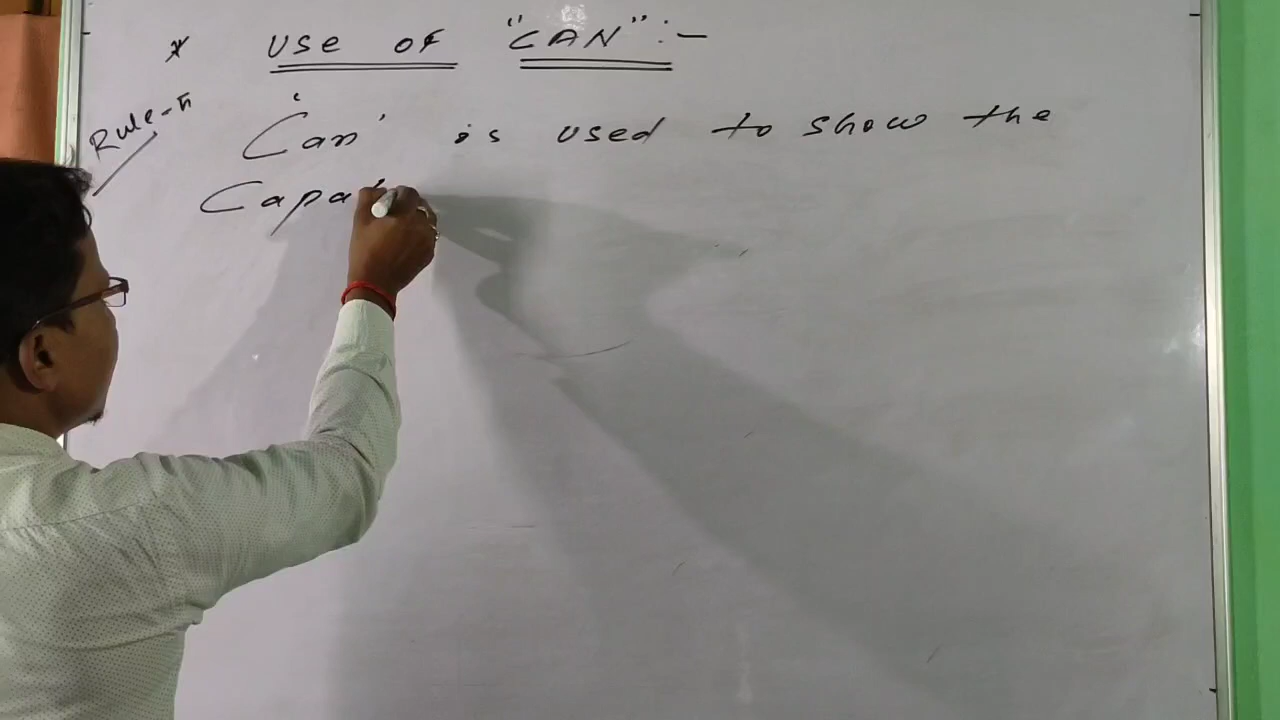 * USE OF "CAN" :-
Rule-
'Can' is used to show the
Capa